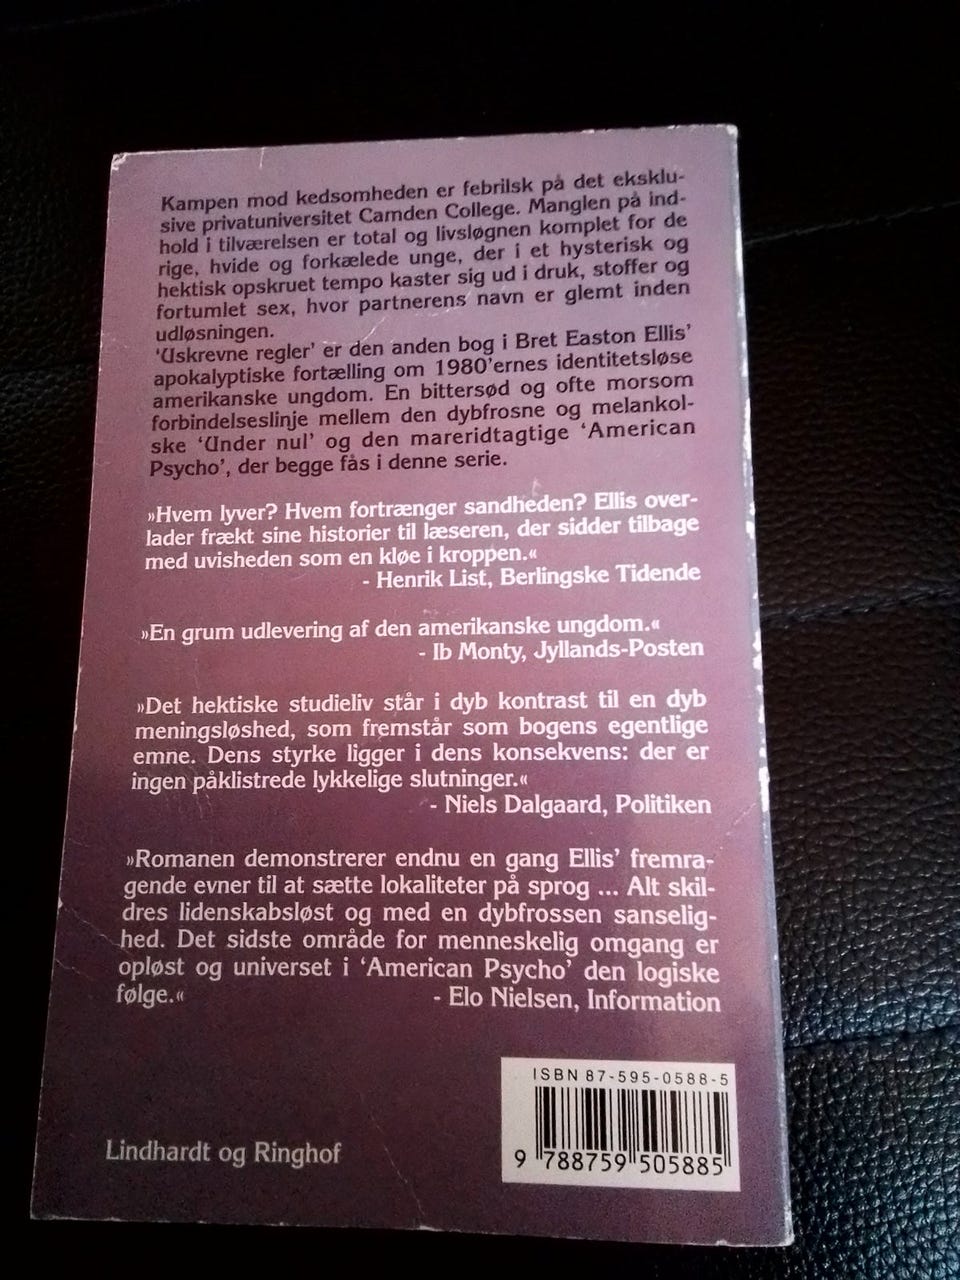 Kampen mod kedsomheden er febrilsk på det eksklu-
sive privatuniversitet Camden College. Manglen på ind-
hold i tilværelsen er total og livsløgnen komplet for de
rige, hvide og forkælede unge, der i et hysterisk og
hektisk opskruet tempo kaster sig ud i druk, stoffer og
fortumlet sex, hvor partnerens navn er glemt inden
udløsningen.
'Uskrevne regler' er den anden bog i Bret Easton Ellis'
apokalyptiske fortælling om 1980'ernes identitetsløse
amerikanske ungdom. En bittersød og ofte morsom
forbindelseslinje mellem den dybfrosne og melankol-
ske 'Under nul' og den mareridtagtige 'American
Psycho', der begge fås i denne serie.
»Hvem lyver? Hvem fortrænger sandheden? Ellis over-
lader frækt sine historier til læseren, der sidder tilbage
med uvisheden som en kløe i kroppen.«
- Henrik List, Berlingske Tidende
»En grum udlevering af den amerikanske ungdom.«
- Ib Monty, Jyllands-Posten
»Det hektiske studieliv står i dyb kontrast til en dyb
meningsløshed, som fremstår som bogens egentlige
emne. Dens styrke ligger i dens konsekvens: der er
ingen påklistrede lykkelige slutninger.«
- Niels Dalgaard, Politiken
»Romanen demonstrerer endnu en gang Ellis' fremra-
gende evner til at sætte lokaliteter på sprog ... Alt skil-
dres lidenskabsløst og med en dybfrossen sanselig-
hed. Det sidste område for menneskelig omgang er
opløst og universet i 'American Psycho' den logiske
følge.« - Elo Nielsen, Information
ISBN 87-595-0588-5
9 788759 505885
Lindhardt og Ringhof